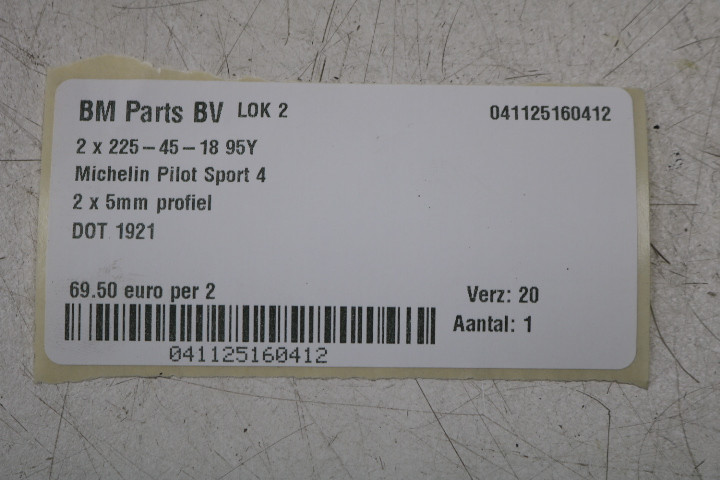 BM Parts BV LOK 2 041125160412
2 x 225-45-18 95Y
Michelin Pilot Sport 4
2 x 5mm profiel
DOT 1921
69.50 euro per 2 Verz: 20
Aantal: 1
041125160412